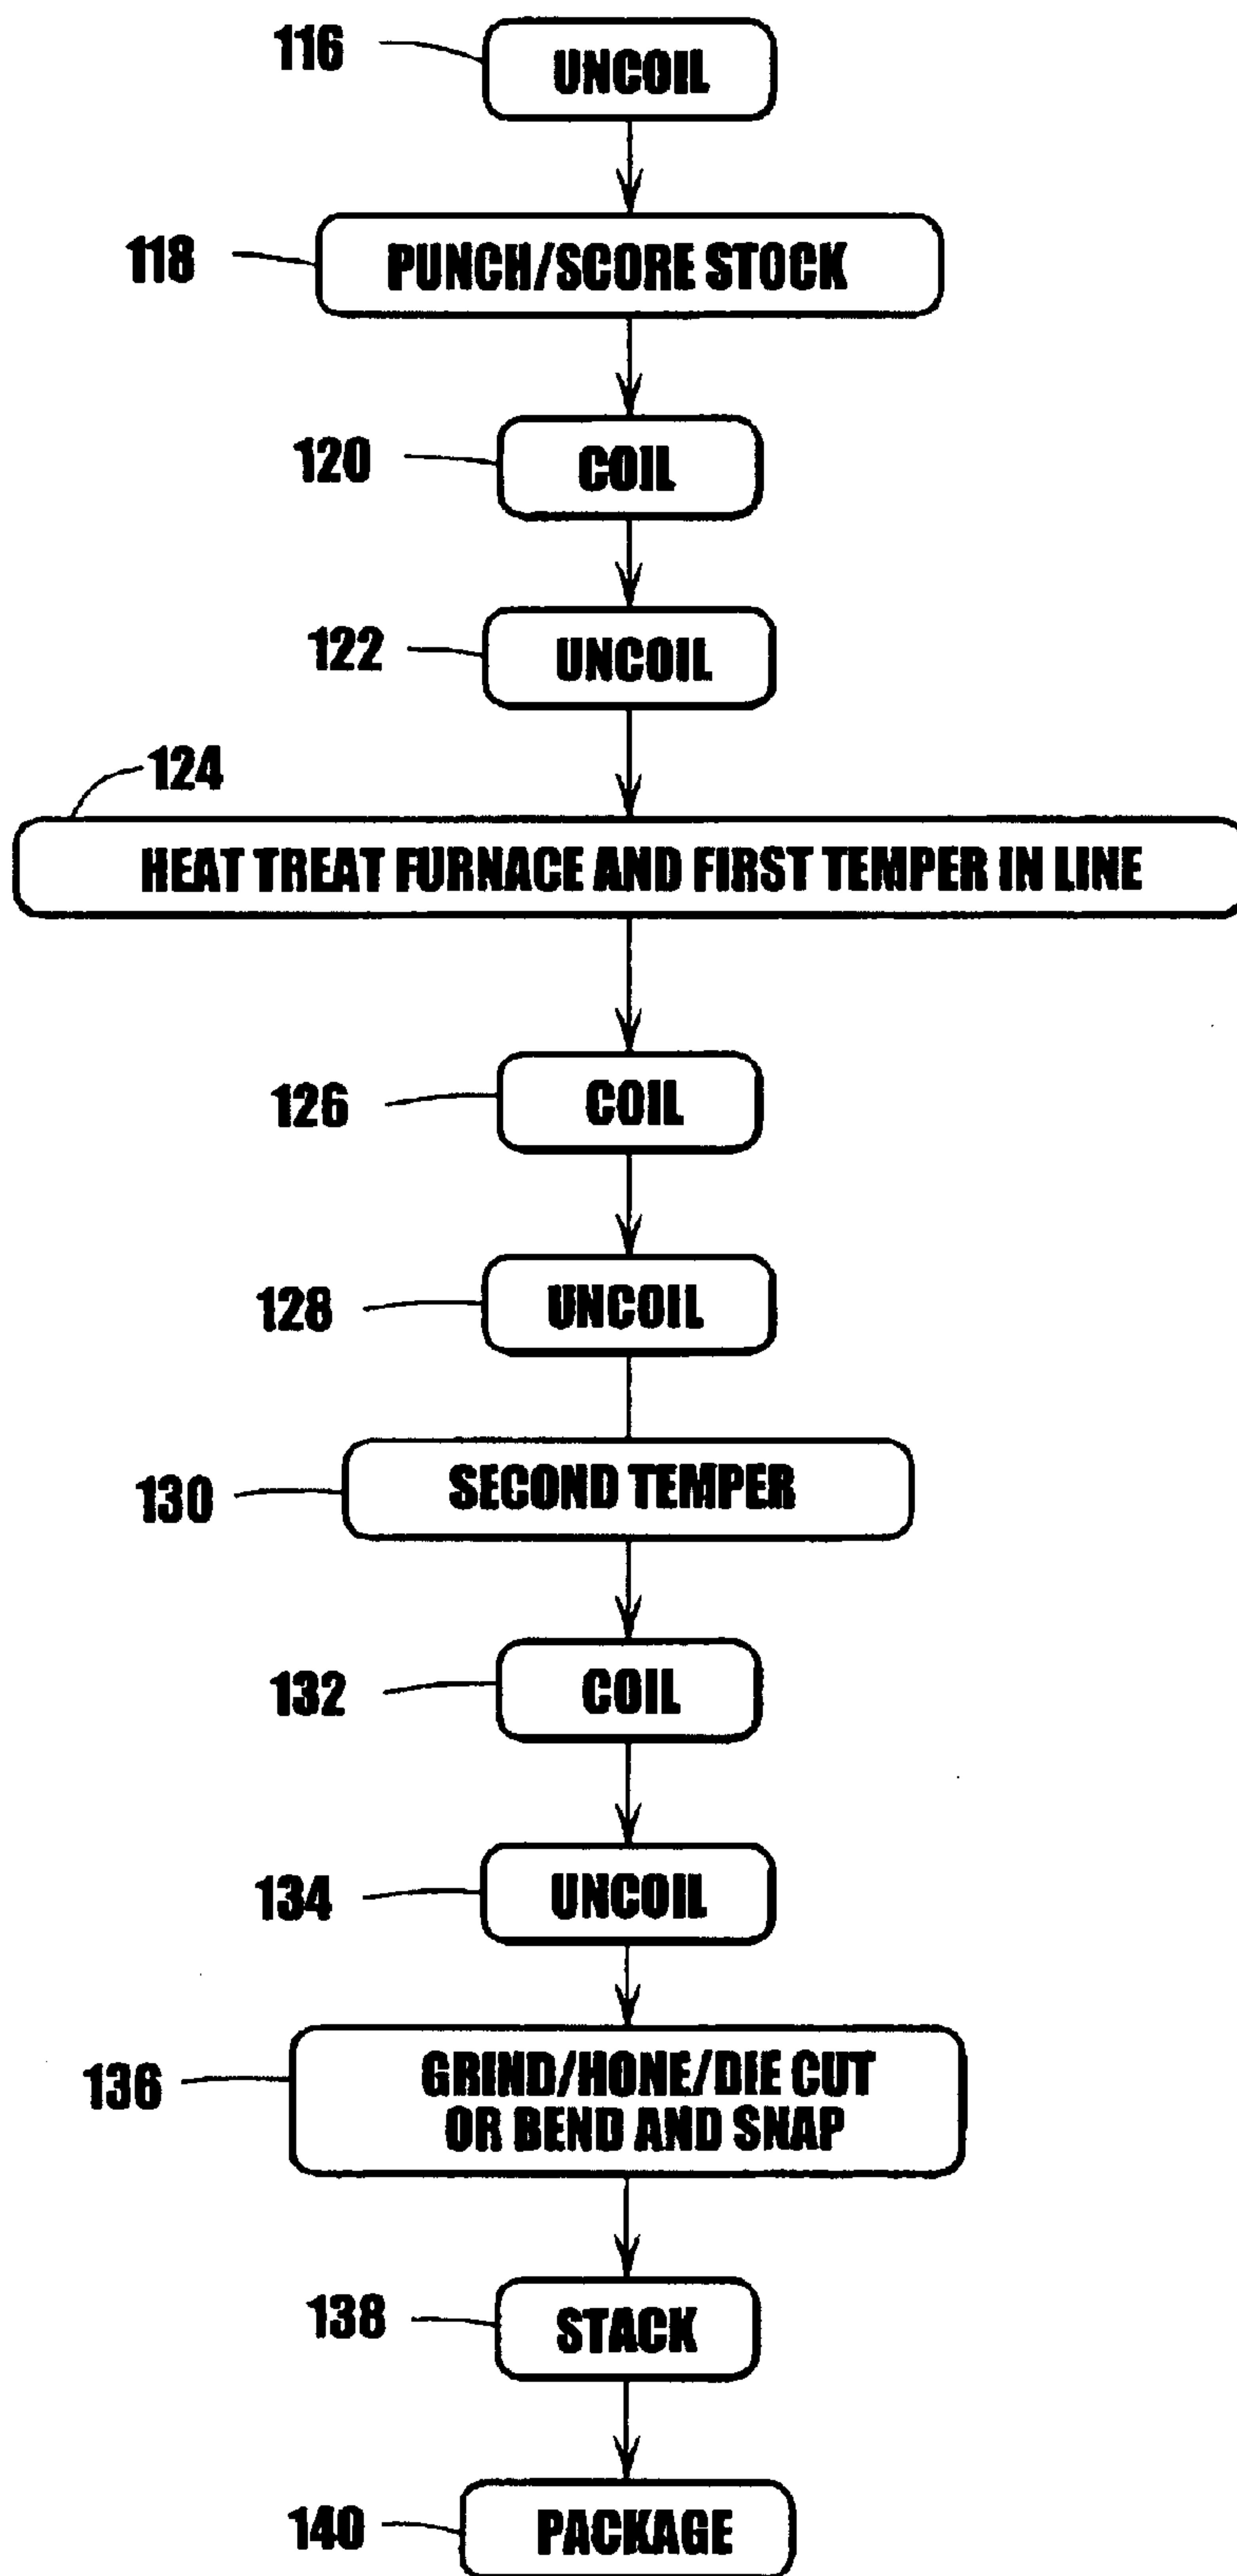 116
UNCOIL
118
PUNCH/SCORE STOCK
120
COIL
122
UNCOIL
124
HEAT TREAT FURNACE AND FIRST TEMPER IN LINE
126
COIL
128
UNCOIL
130
SECOND TEMPER
132
COIL
134
UNCOIL
136
GRIND/HONE/DIE CUT
OR BEND AND SNAP
138
STACK
140
PACKAGE